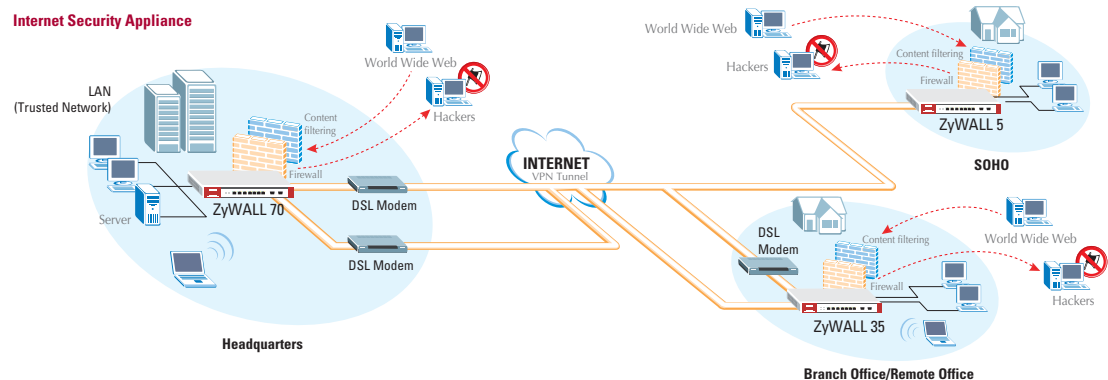 Internet Security Appliance
World Wide Web
Hackers
LAN
(Trusted Network)
Content
filtering
Firewall
Server
ZyWALL 70
DSL Modem
DSL Modem
Headquarters
INTERNET
VPN Tunnel
World Wide Web
Hackers
Content filtering
Firewall
ZyWALL 5
SOHO
DSL
Modem
Content filtering
Firewall
World Wide Web
Hackers
ZyWALL 35
Branch Office/Remote Office